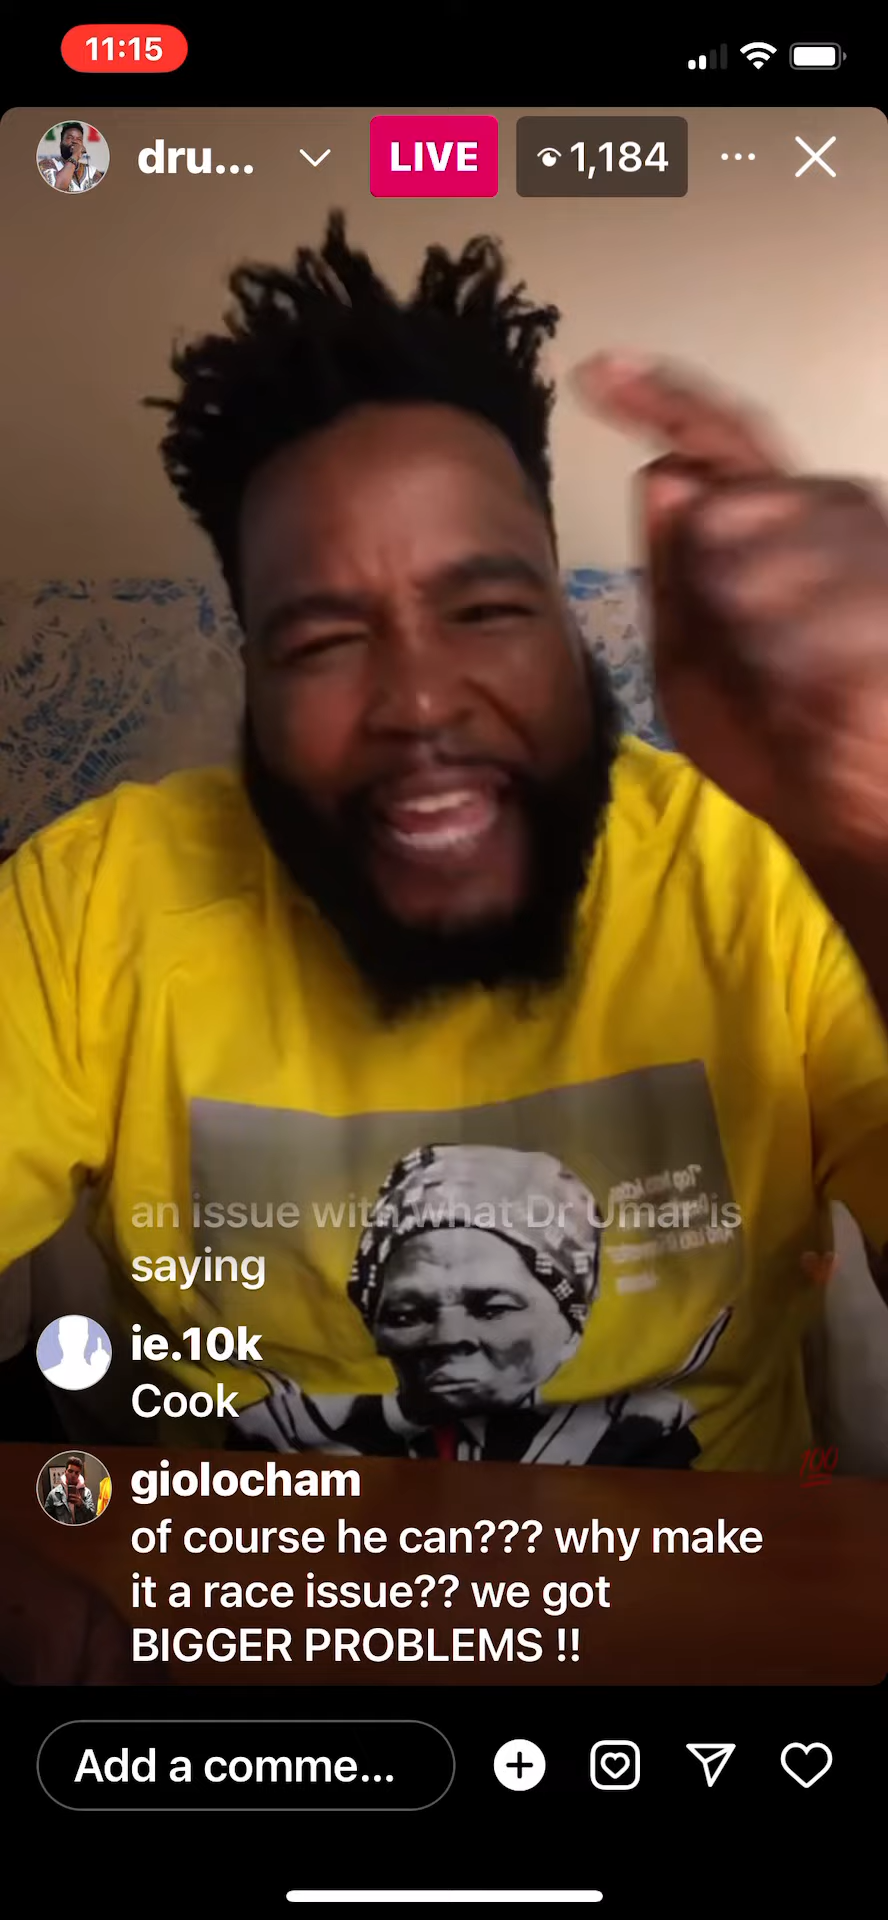 11:15
dru...
LIVE
1,184
an issue with what Dr Umar is
saying
ie.10k
Cook
giolocham
of course he can??? why make
it a race issue?? we got
BIGGER PROBLEMS !!
100
Add a comme...